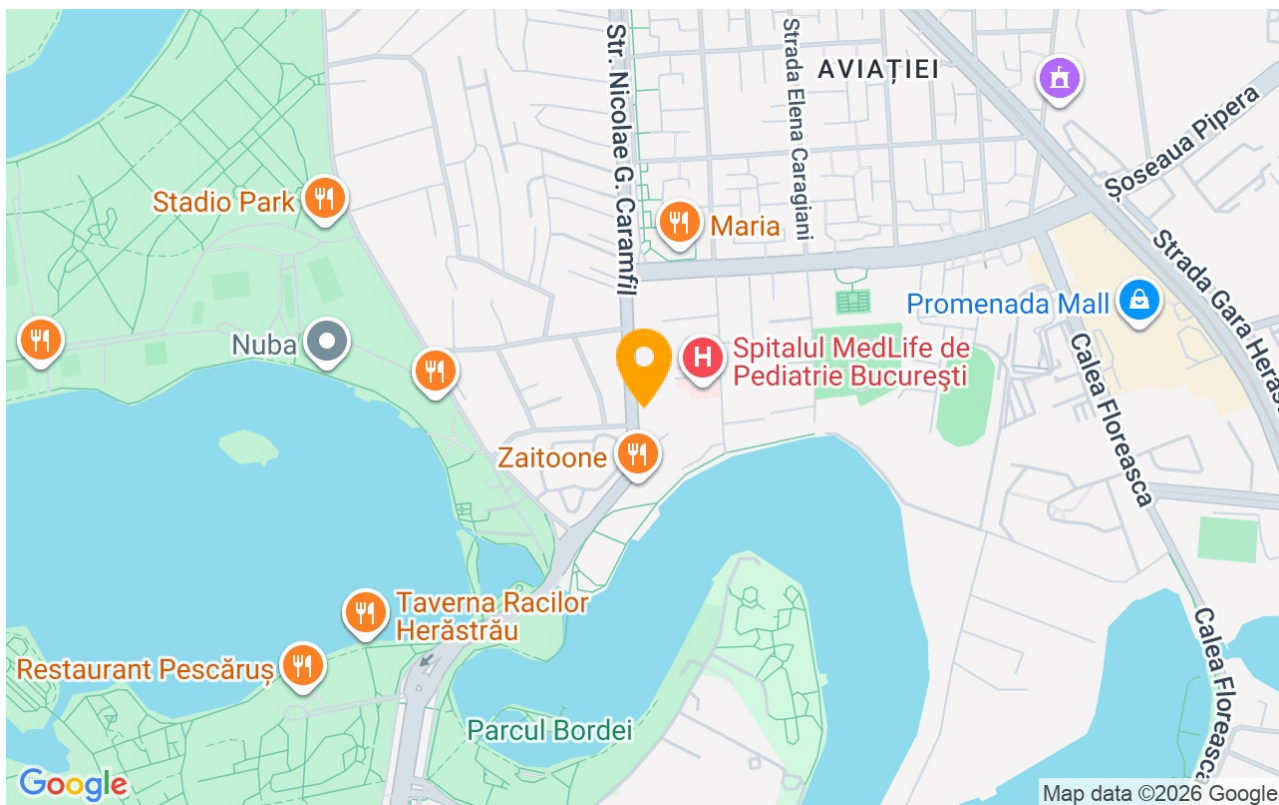 Str. Nicolae G. Caramfil
Strada Elena Caragiani
AVIAȚIEI
Șoseaua Pipera
Stadio Park
Maria
Strada Gara Herăs
Promenada Mall
Nuba
Spitalul MedLife de
Pediatrie Bucureşti
Calea Floreasca
Zaitoone
Taverna Racilor
Herăstrău
Restaurant Pescăruș
Calea Floreasca
Parcul Bordei
Google
Map data ©2026 Google